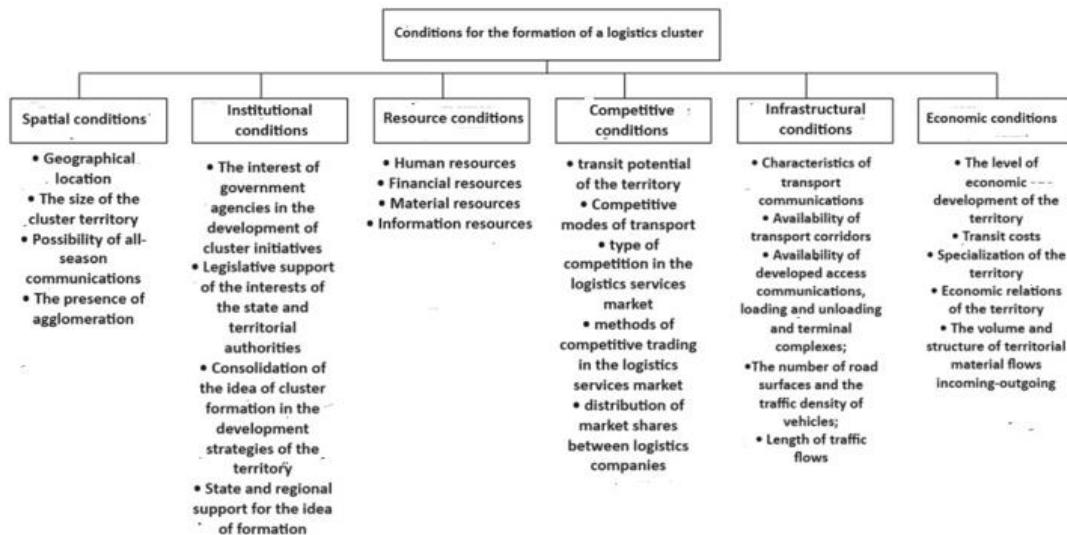 Conditions for the formation of a logistics cluster
Spatial conditions
• Geographical
location
• The size of the
cluster territory
• Possibility of all-
season
communications
• The presence of
agglomeration
Institutional
conditions
• The interest of
government
agencies in the
development of
cluster initiatives
• Legislative support
of the interests of
the state and
territorial
authorities
• Consolidation of
the idea of cluster
formation in the
development
strategies of the
territory
• State and regional
support for the idea
of formation
Resource conditions
• Human resources
• Financial resources
• Material resources
• Information resources
Competitive
conditions
• transit potential
of the territory
• Competitive
modes of transport
• type of
competition in the
logistics services
market
• methods of
competitive trading
in the logistics
services market
• distribution of
market shares
between logistics
companies
Infrastructural
conditions
• Characteristics of
transport
communications
• Availability of
transport corridors
• Availability of
developed access
communications,
loading and unloading
and terminal
complexes;
•The number of road
surfaces and the
traffic density of
vehicles;
• Length of traffic
flows
Economic conditions
• The level of
economic
development of the
territory
• Transit costs
• Specialization of the
territory
• Economic relations
of the territory
• The volume and
structure of territorial
material flows
incoming-outgoing